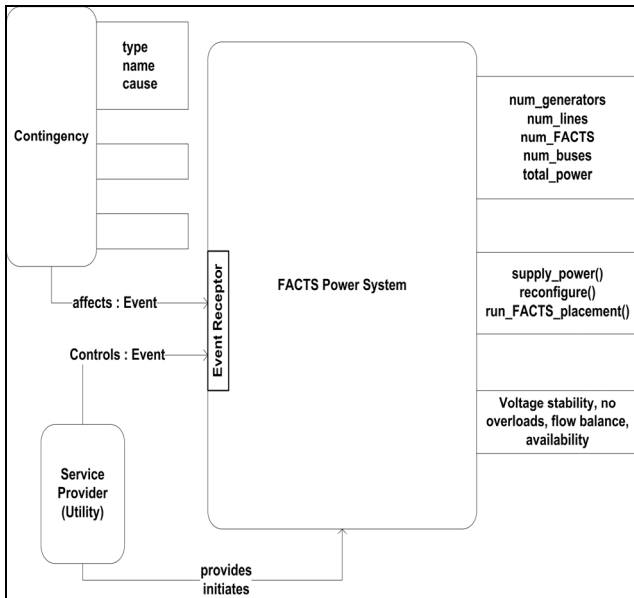 type
name
cause
Contingency
num_generators
num_lines
num_FACTS
num_buses
total_power
FACTS Power System
Event Receptor
supply_power()
reconfigure()
run_FACTS_placement()
affects : Event
Controls : Event
Voltage stability, no
overloads, flow balance,
availability
Service
Provider
(Utility)
provides
initiates